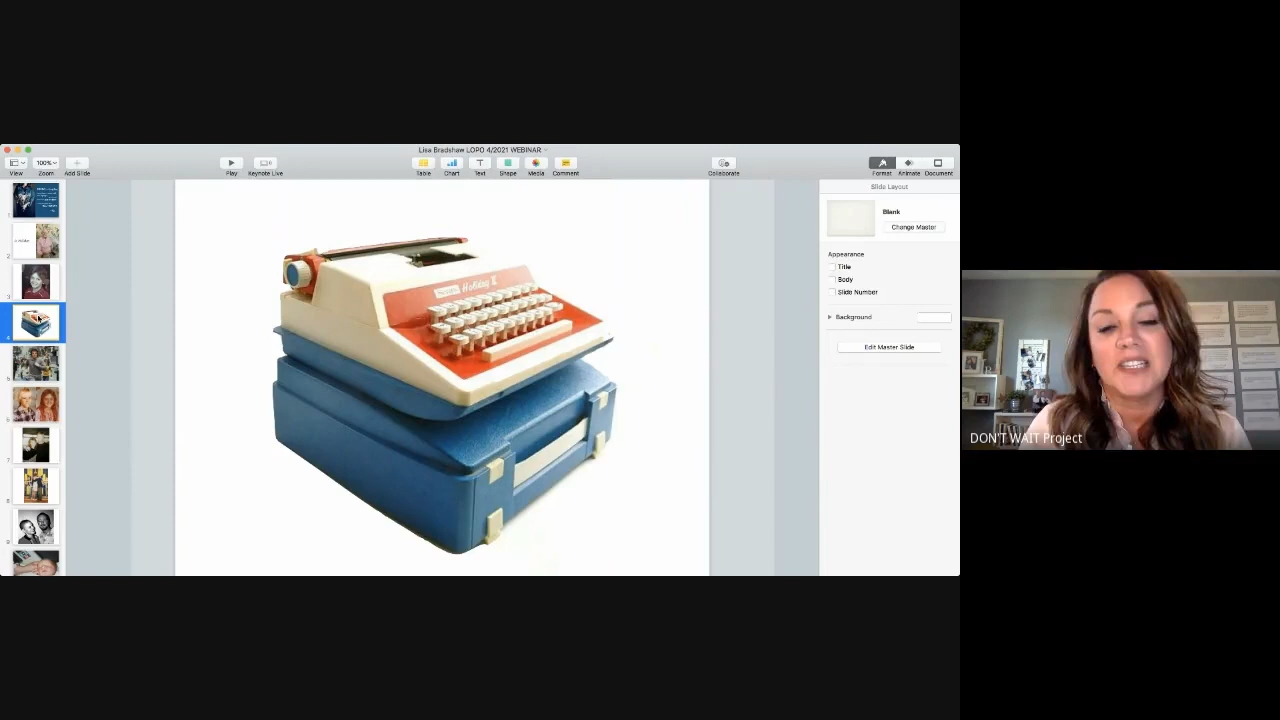 Lisa Bradshaw LOPO 4/2021 WEBINAR
100%
View
Zoom
Add Slide
Play
Keynote Live
Table
Chart
Text
Shape
Media
Comment
Collaborate
Format
Animate
Document
Slide Layout
Blank
Change Master
Appearance
Title
Body
Slide Number
Background
Edit Master Slide
Holiday II
DON'T WAIT Project